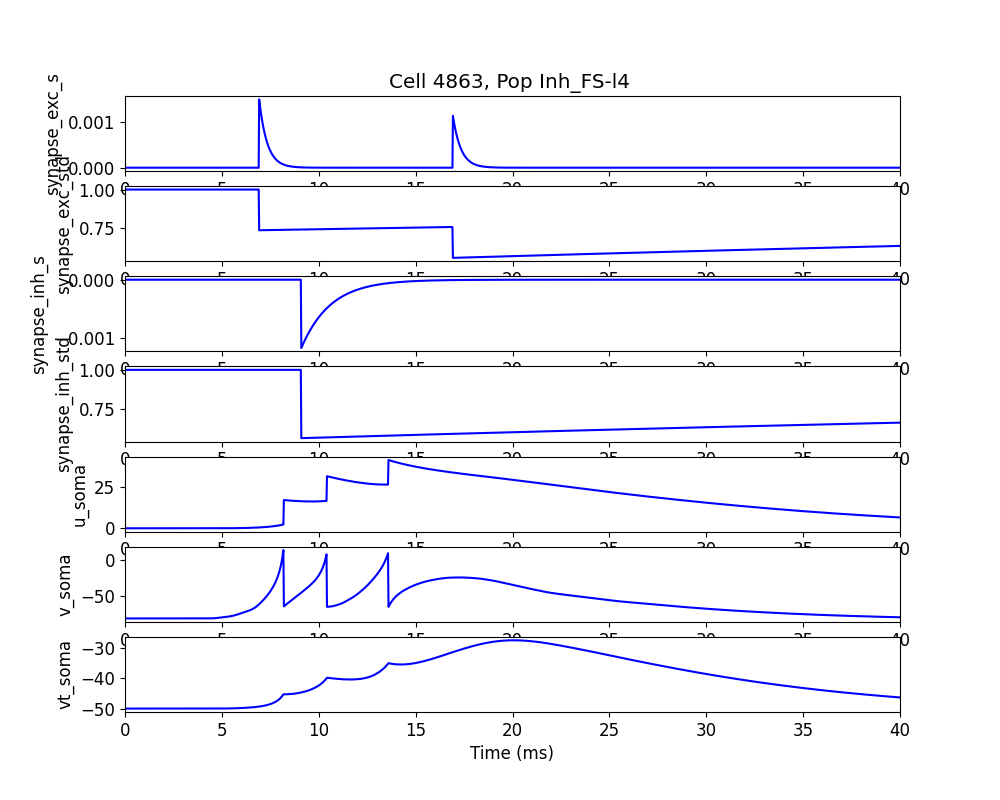 Cell 4863, Pop Inh_FS-l4
synapse_exc_s
0.001
0.000
synapse_exc_std
1.00
0.75
synapse_inh_s
0.000
0.001
synapse_inh_std
1.00
0.75
u_soma
25
0
v_soma
0
−50
vt_soma
−30
−40
−50
0 5 10 15 20 25 30 35 40
Time (ms)